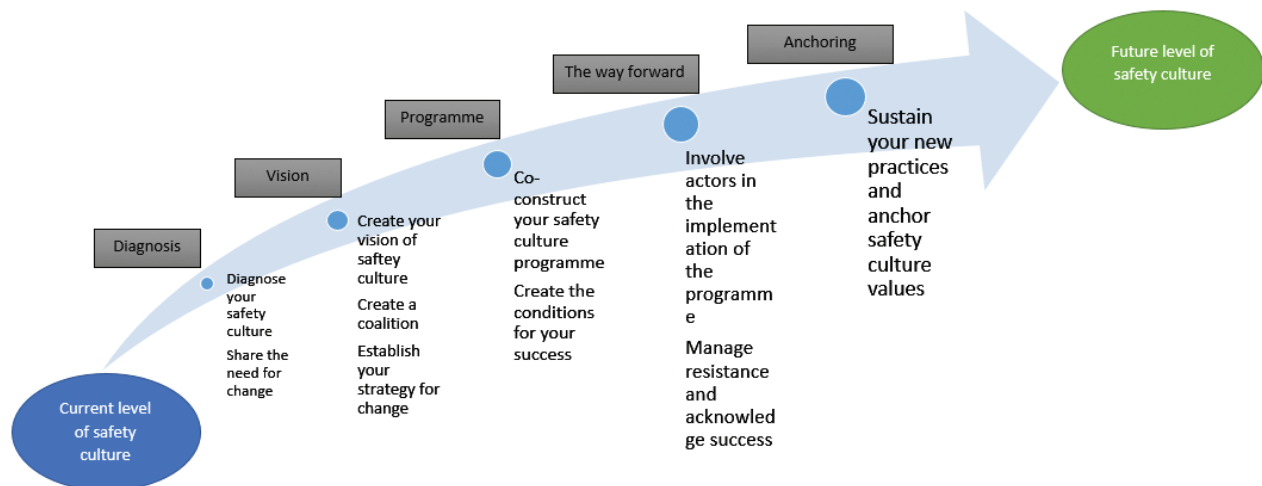 Anchoring
Future level of
safety culture
The way forward
Programme
Vision
Diagnosis
Current level
of safety
culture
Diagnose
your
safety
culture
Share the
need for
change
Create your
vision of
saftey
culture
Create a
coalition
Establish
your
strategy for
change
Co-
construct
your safety
culture
programme
Create the
conditions
for your
success
Involve
actors in
the
implement
ation of
the
programm
e
Manage
resistance
and
acknowled
ge success
Sustain
your new
practices
and
anchor
safety
culture
values